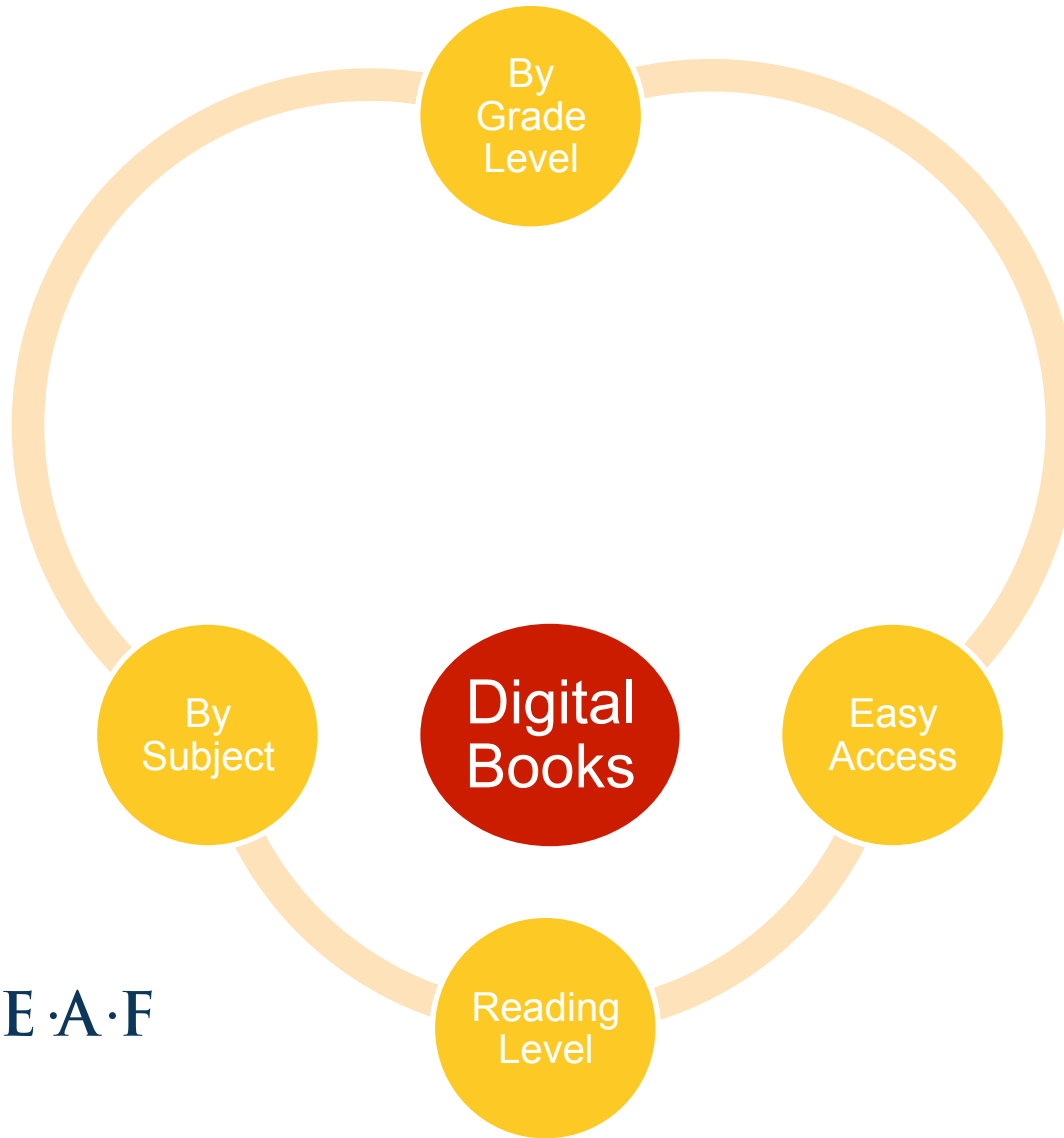 By
Grade
Level
By
Subject
Digital
Books
Easy
Access
Reading
Level
E·A·F